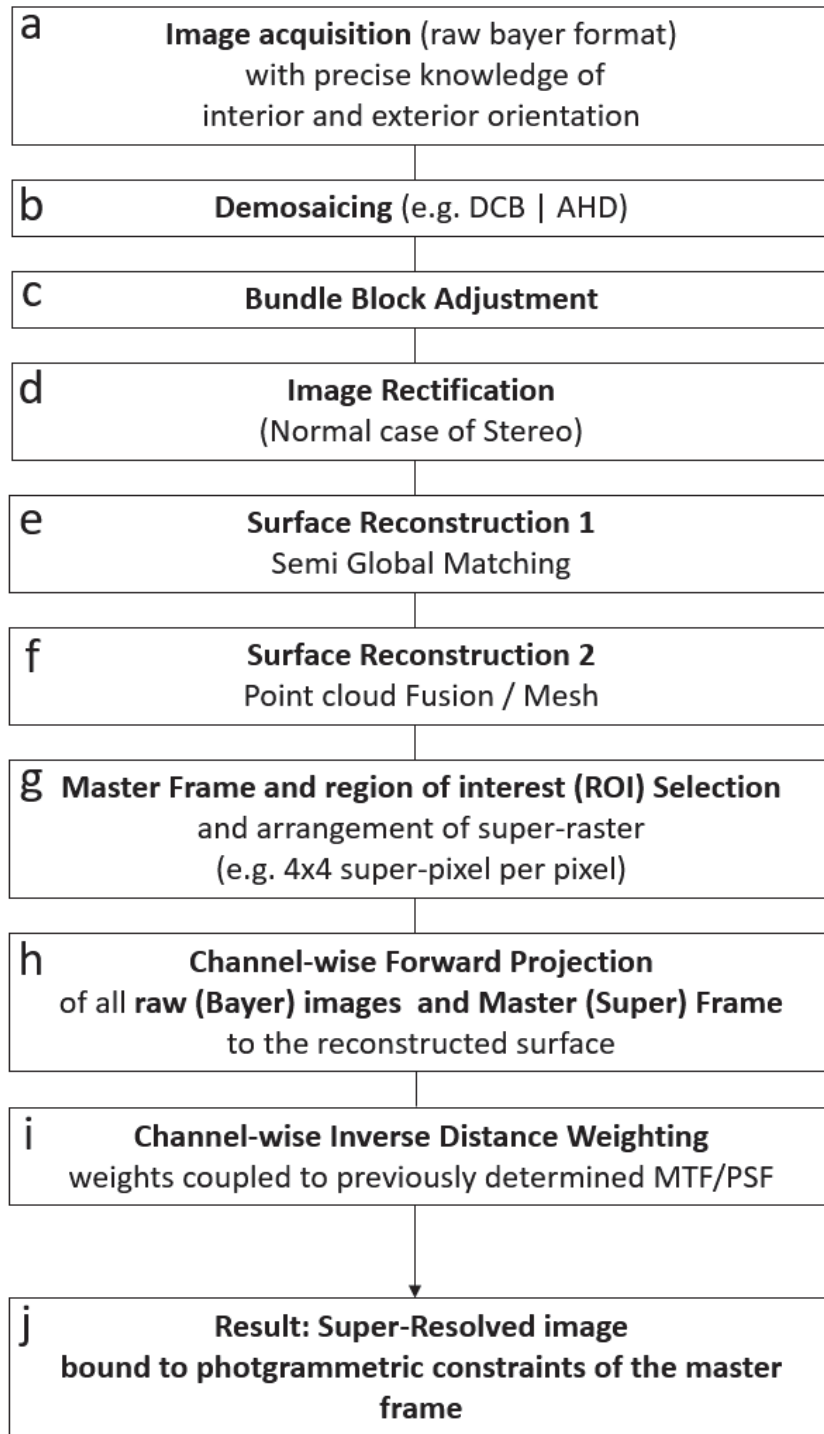 a
Image acquisition (raw bayer format)
with precise knowledge of
interior and exterior orientation
b
Demosaicing (e.g. DCB | AHD)
c
Bundle Block Adjustment
d
Image Rectification
(Normal case of Stereo)
e
Surface Reconstruction 1
Semi Global Matching
f
Surface Reconstruction 2
Point cloud Fusion / Mesh
g
Master Frame and region of interest (ROI) Selection
and arrangement of super-raster
(e.g. 4x4 super-pixel per pixel)
h
Channel-wise Forward Projection
of all raw (Bayer) images and Master (Super) Frame
to the reconstructed surface
i
Channel-wise Inverse Distance Weighting
weights coupled to previously determined MTF/PSF
j
Result: Super-Resolved image
bound to photgrammetric constraints of the master
frame